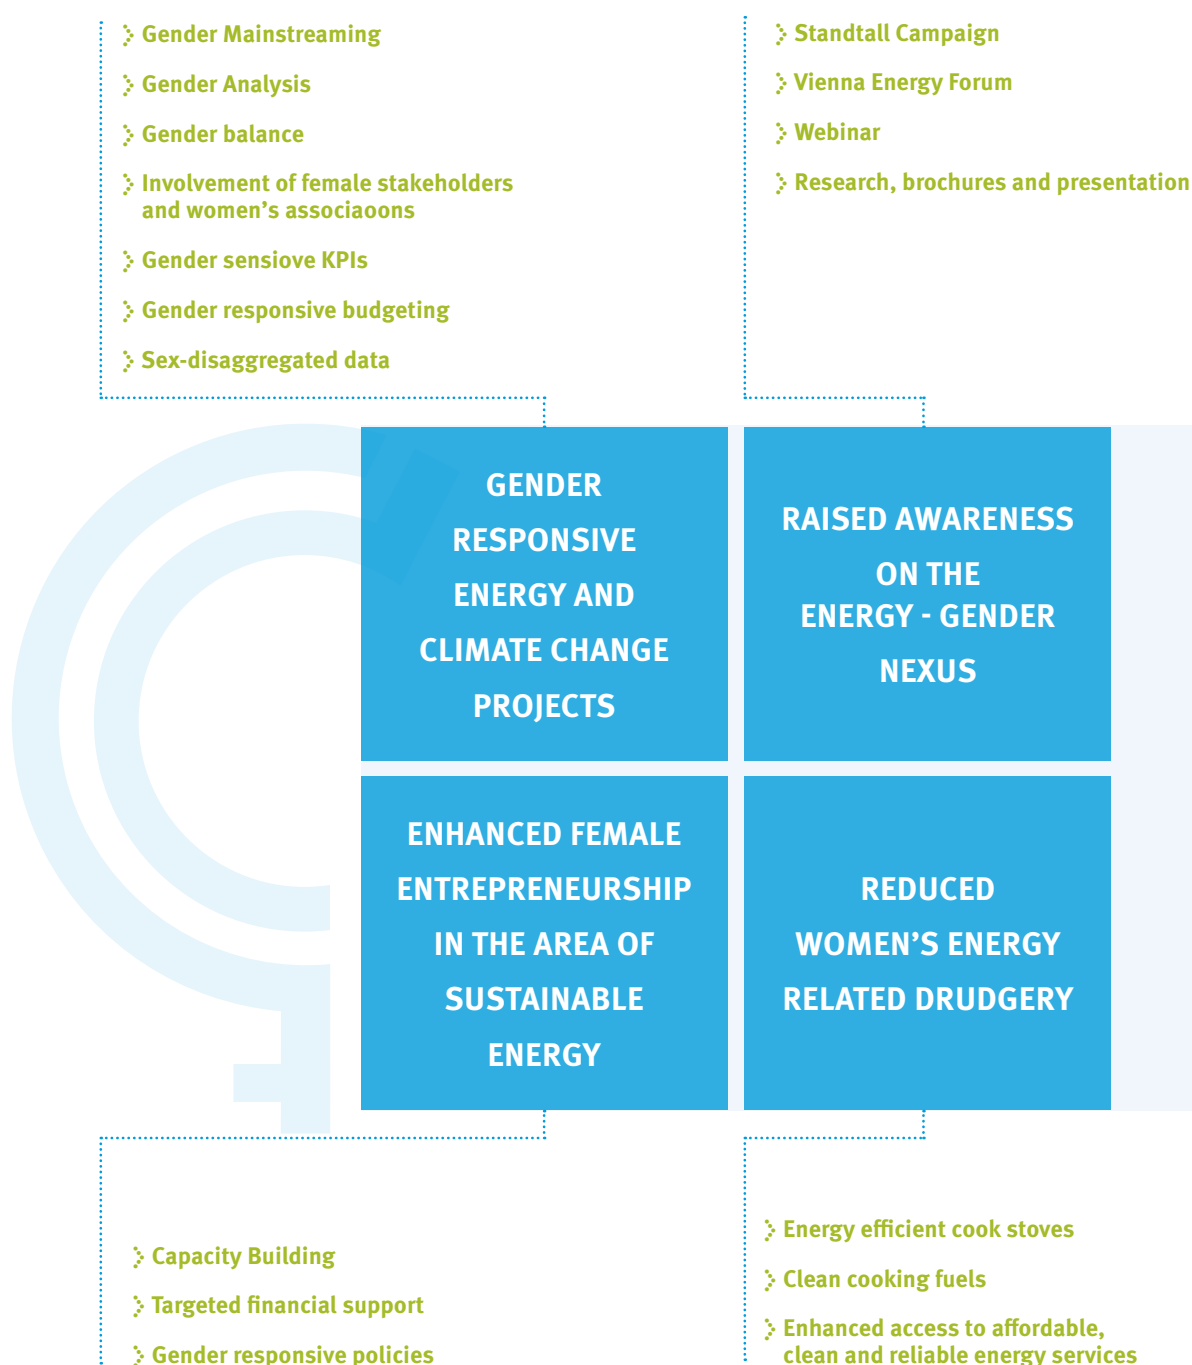 Gender Mainstreaming
Gender Analysis
Gender balance
Involvement of female stakeholders
and women's associaoons
Gender sensiove KPIs
Gender responsive budgeting
Sex-disaggregated data
Standtall Campaign
Vienna Energy Forum
Webinar
Research, brochures and presentation
GENDER
RESPONSIVE
ENERGY AND
CLIMATE CHANGE
PROJECTS
RAISED AWARENESS
ON THE
ENERGY - GENDER
NEXUS
ENHANCED FEMALE
ENTREPRENEURSHIP
IN THE AREA OF
SUSTAINABLE
ENERGY
REDUCED
WOMEN'S ENERGY
RELATED DRUDGERY
Capacity Building
Targeted financial support
Gender responsive policies
Energy efficient cook stoves
Clean cooking fuels
Enhanced access to affordable,
clean and reliable energy services